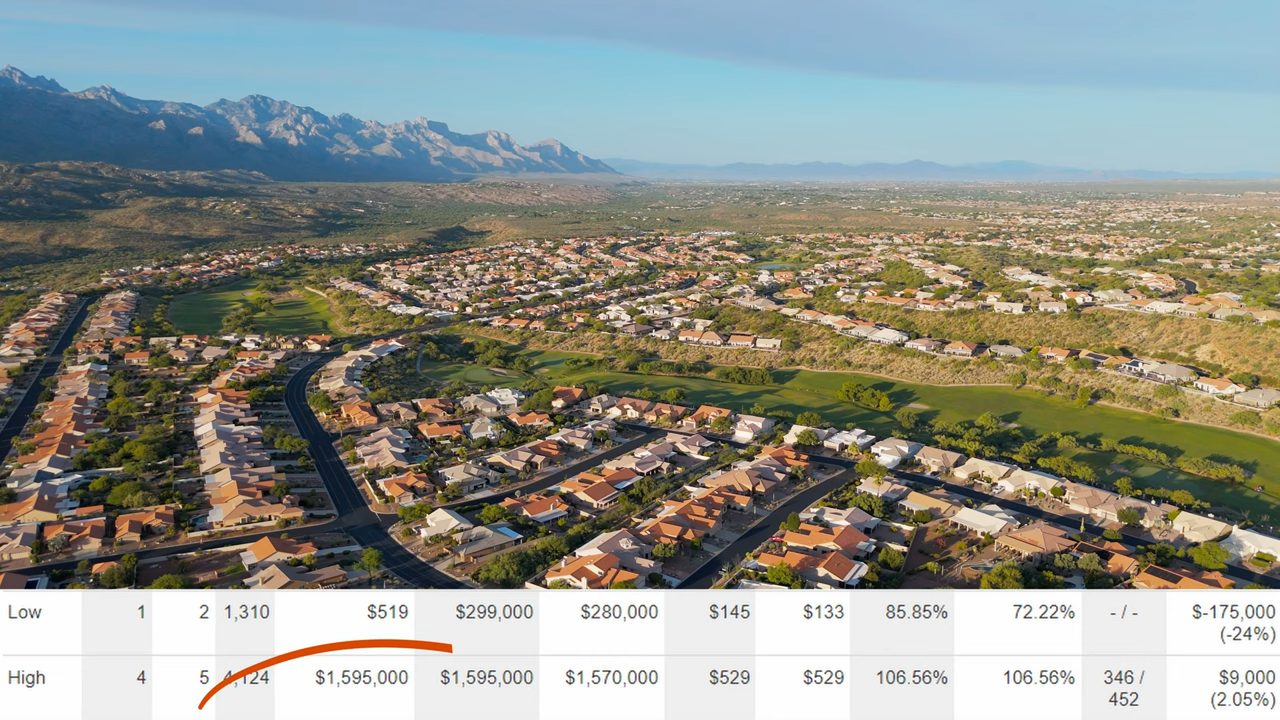 Low 1 2 1,310 $519 $299,000 $280,000 $145 $133 85.85% 72.22% - / - $-175,000
(-24%)
High 4 5 4,124 $1,595,000 $1,595,000 $1,570,000 $529 $529 106.56% 106.56% 346 / $9,000
452 (2.05%)